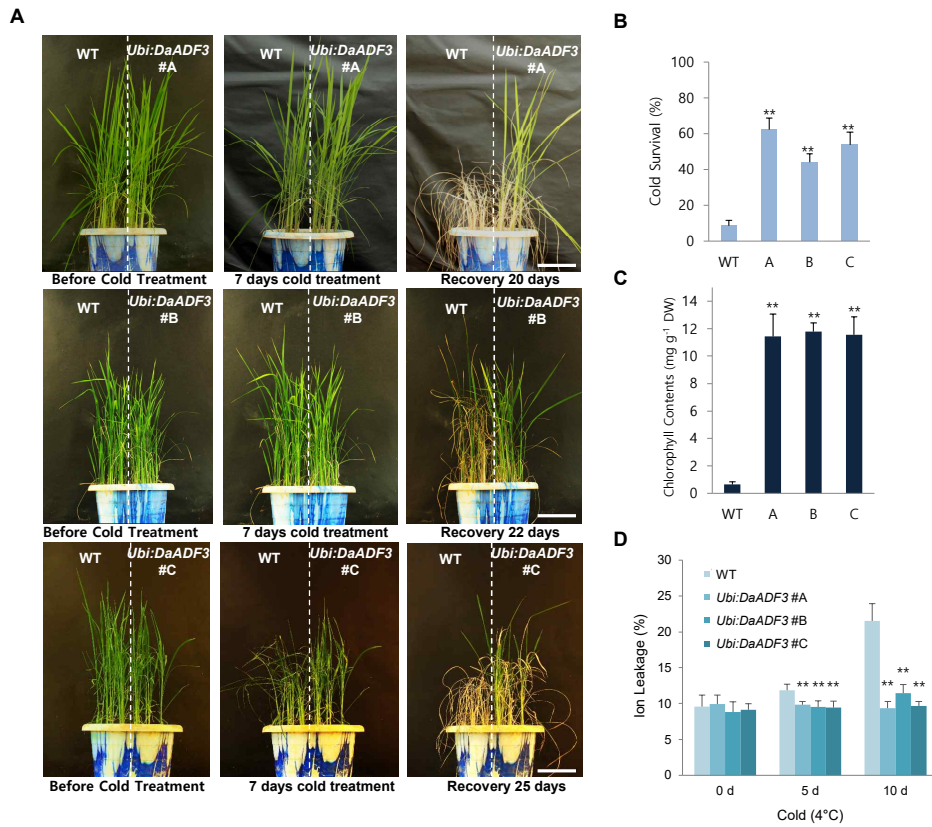 A
WT
Ubi:DaADF3
#A
WT
Ubi:DaADF3
#A
WT
Ubi:DaADF3
#A
Before Cold Treatment
7 days cold treatment
Recovery 20 days
WT
Ubi:DaADF3
#B
WT
Ubi:DaADF3
#B
WT
Ubi:DaADF3
#B
Before Cold Treatment
7 days cold treatment
Recovery 22 days
WT
Ubi:DaADF3
#C
WT
Ubi:DaADF3
#C
WT
Ubi:DaADF3
#C
Before Cold Treatment
7 days cold treatment
Recovery 25 days
B
Cold Survival (%)
100
80
60
40
20
0
**
**
**
WT A B C
C
Chlorophyll Contents (mg g-1 DW)
14
12
10
8
6
4
2
0
**
**
**
WT A B C
D
Ion Leakage (%)
30
25
20
15
10
5
0
WT
Ubi:DaADF3 #A
Ubi:DaADF3 #B
Ubi:DaADF3 #C
** ** **
**
**
**
0 d 5 d 10 d
Cold (4°C)